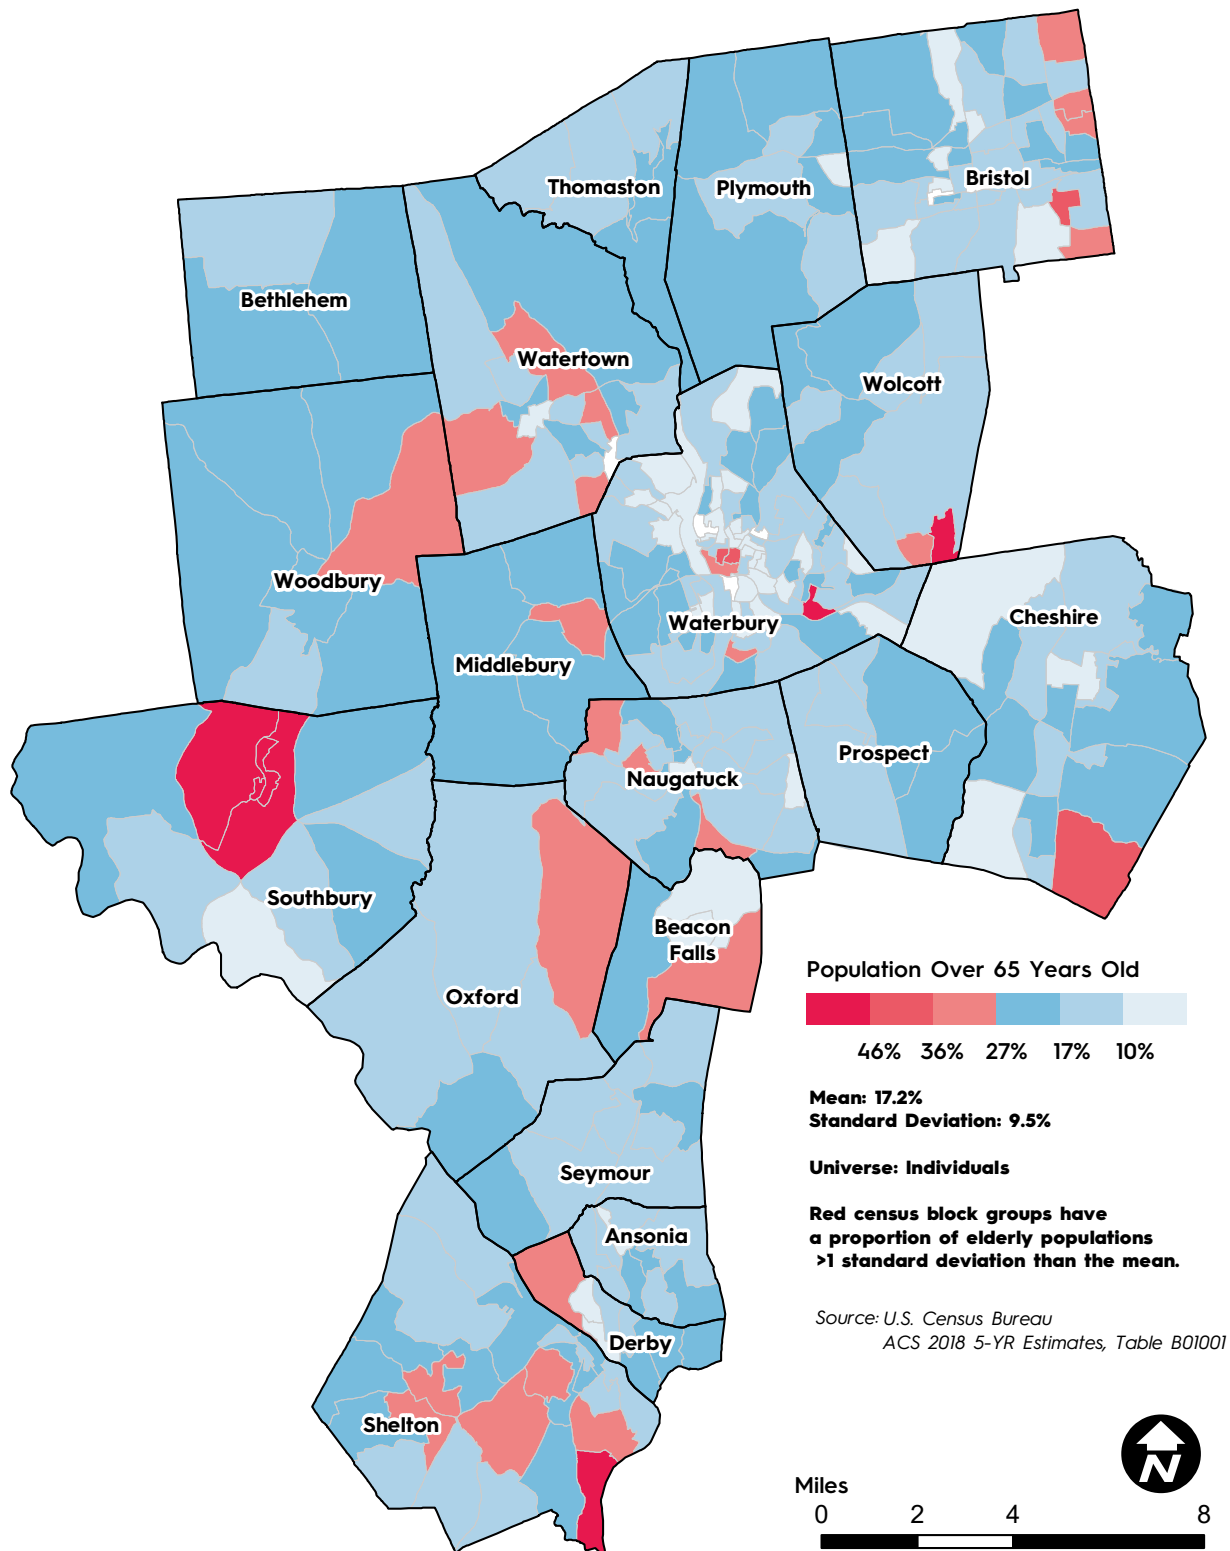 Thomaston
Plymouth
Bristol
Bethlehem
Watertown
Wolcott
Woodbury
Waterbury
Cheshire
Middlebury
Prospect
Naugatuck
Southbury
Beacon
Falls
Oxford
Seymour
Ansonia
Derby
Shelton
Population Over 65 Years Old
46% 36% 27% 17% 10%
Mean: 17.2%
Standard Deviation: 9.5%
Universe: Individuals
Red census block groups have
a proportion of elderly populations
>1 standard deviation than the mean.
Source: U.S. Census Bureau
ACS 2018 5-YR Estimates, Table B01001
N
Miles
0 2 4 8